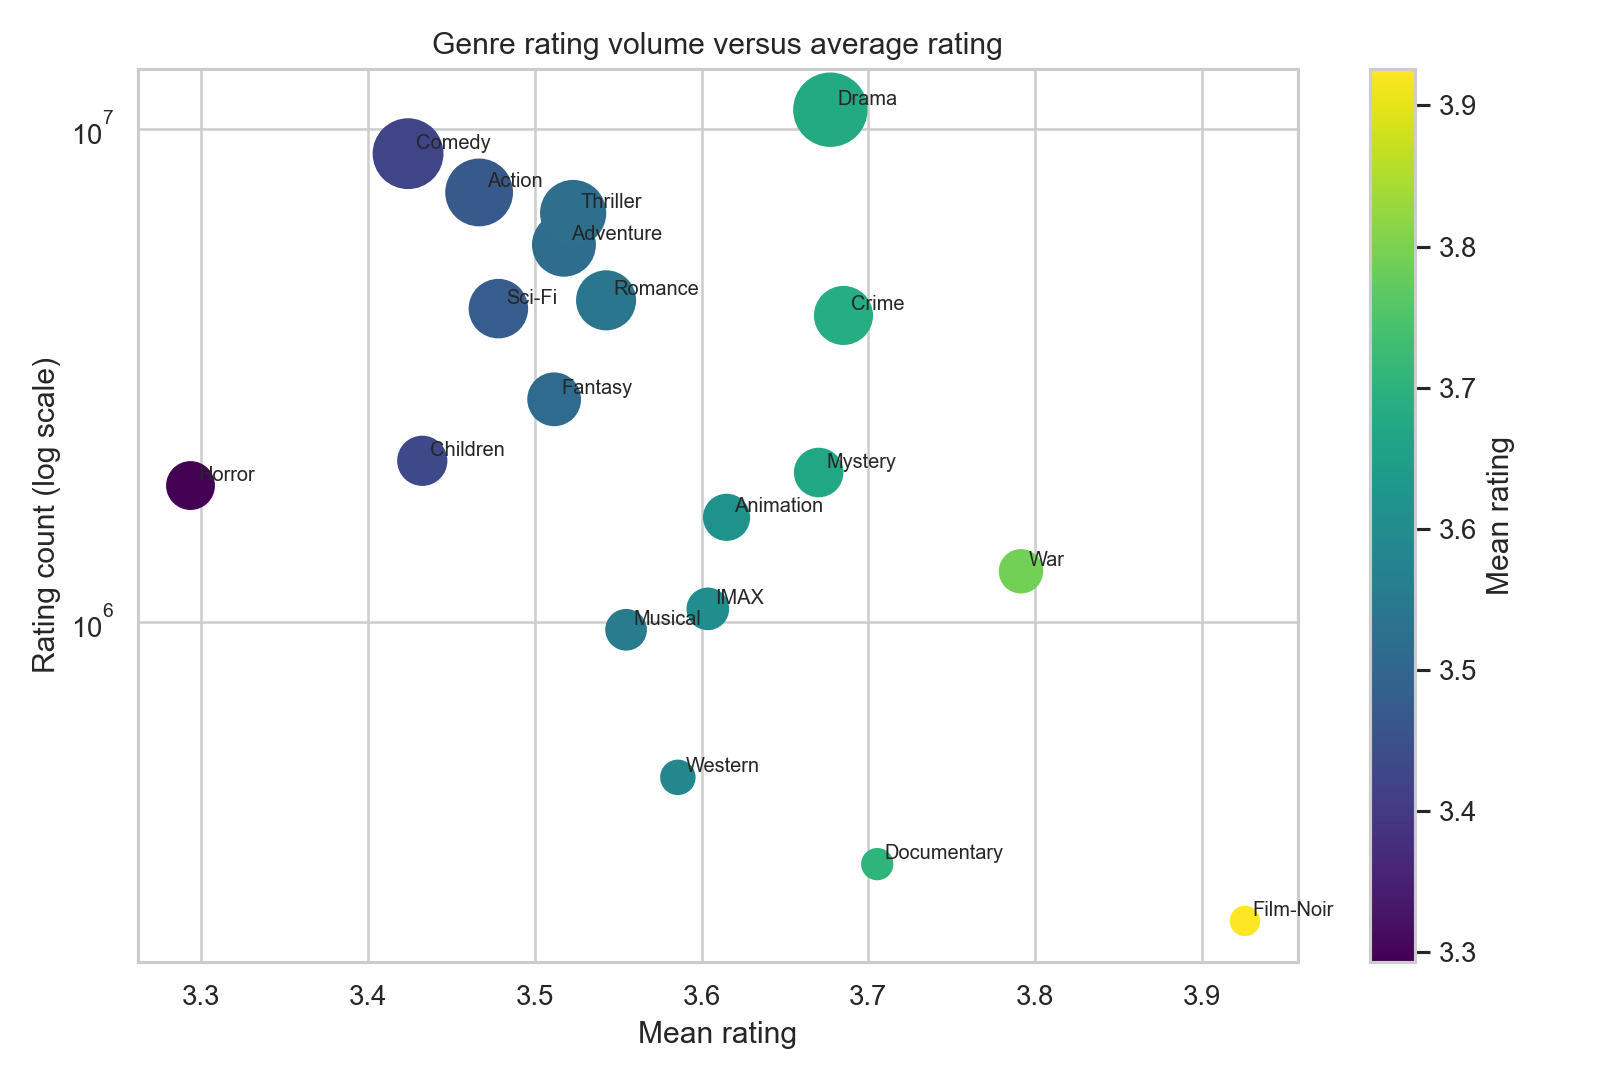 Genre rating volume versus average rating
Rating count (log scale)
10^7
10^6
Drama
Comedy
Action
Thriller
Adventure
Romance
Sci-Fi
Crime
Fantasy
Children
Horror
Mystery
Animation
War
IMAX
Musical
Western
Documentary
Film-Noir
3.3 3.4 3.5 3.6 3.7 3.8 3.9
Mean rating
3.9
3.8
3.7
3.6
3.5
3.4
3.3
Mean rating